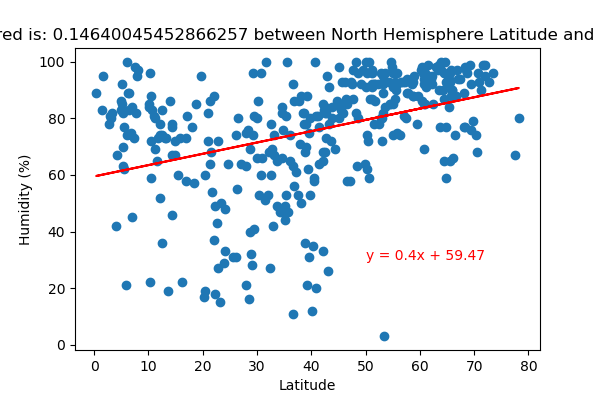 red is: 0.14640045452866257 between North Hemisphere Latitude and
100
80
60
40
20
0
Humidity (%)
y = 0.4x + 59.47
0 10 20 30 40 50 60 70 80
Latitude